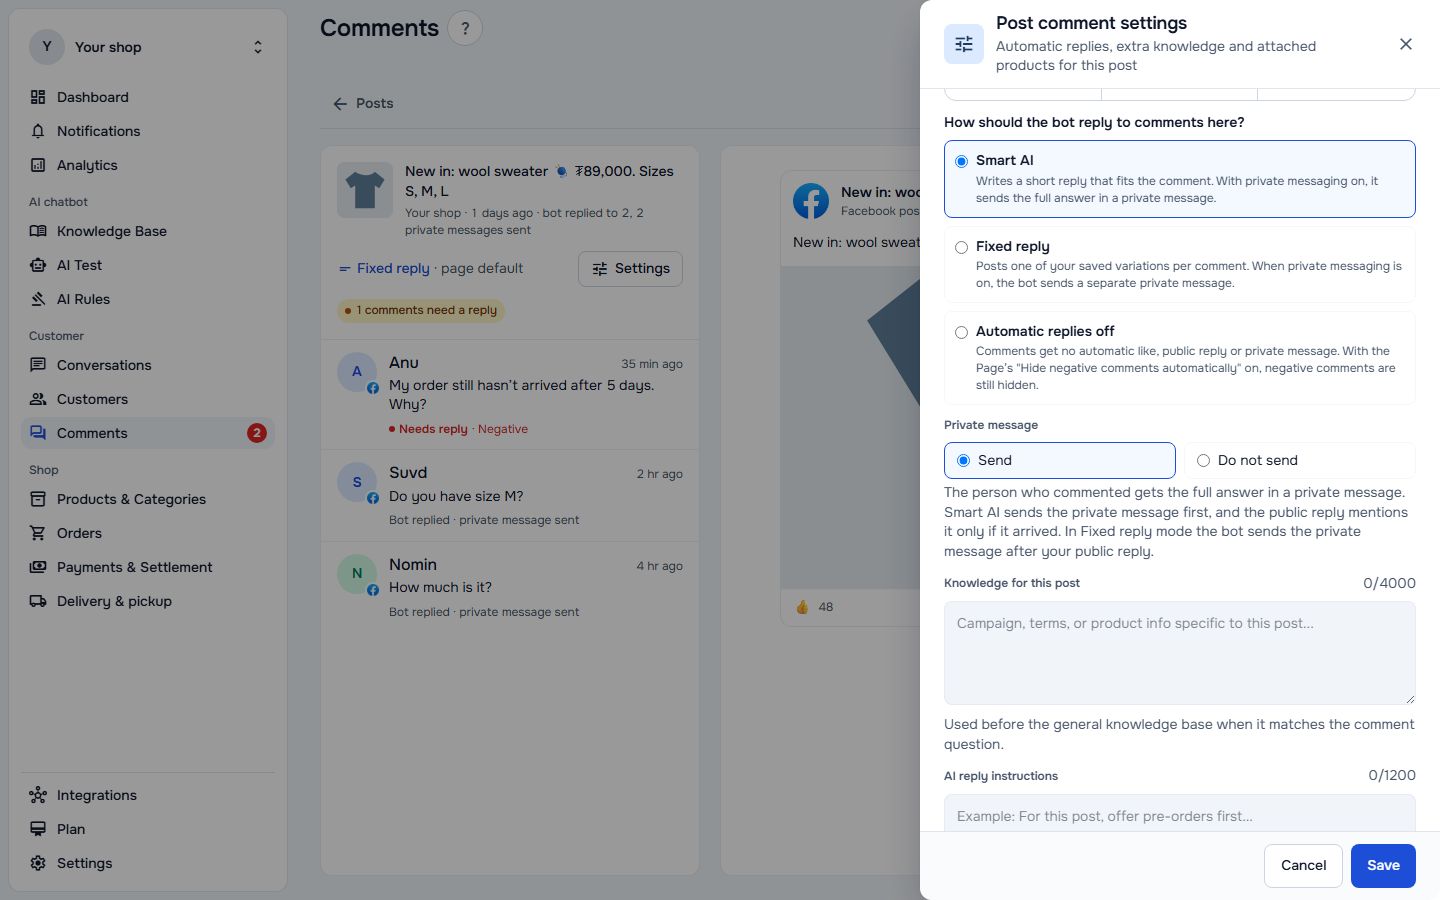 Y
Your shop
Dashboard
Notifications
Analytics
AI chatbot
Knowledge Base
AI Test
AI Rules
Customer
Conversations
Customers
Comments
2
Shop
Products & Categories
Orders
Payments & Settlement
Delivery & pickup
Integrations
Plan
Settings
Comments
?
Posts
New in: wool sweater 🧶 ₮89,000. Sizes
S, M, L
Your shop · 1 days ago · bot replied to 2, 2
private messages sent
Fixed reply · page default
Settings
1 comments need a reply
A
Anu
35 min ago
My order still hasn't arrived after 5 days.
Why?
Needs reply · Negative
S
Suvd
2 hr ago
Do you have size M?
Bot replied · private message sent
N
Nomin
4 hr ago
How much is it?
Bot replied · private message sent
New in: woo
Facebook pos
New in: wool sweat
👍 48
Post comment settings
Automatic replies, extra knowledge and attached
products for this post
How should the bot reply to comments here?
Smart AI
Writes a short reply that fits the comment. With private messaging on, it
sends the full answer in a private message.
Fixed reply
Posts one of your saved variations per comment. When private messaging is
on, the bot sends a separate private message.
Automatic replies off
Comments get no automatic like, public reply or private message. With the
Page's "Hide negative comments automatically" on, negative comments are
still hidden.
Private message
Send
Do not send
The person who commented gets the full answer in a private message.
Smart AI sends the private message first, and the public reply mentions
it only if it arrived. In Fixed reply mode the bot sends the private
message after your public reply.
Knowledge for this post
0/4000
Campaign, terms, or product info specific to this post...
Used before the general knowledge base when it matches the comment
question.
AI reply instructions
0/1200
Example: For this post, offer pre-orders first...
Cancel
Save